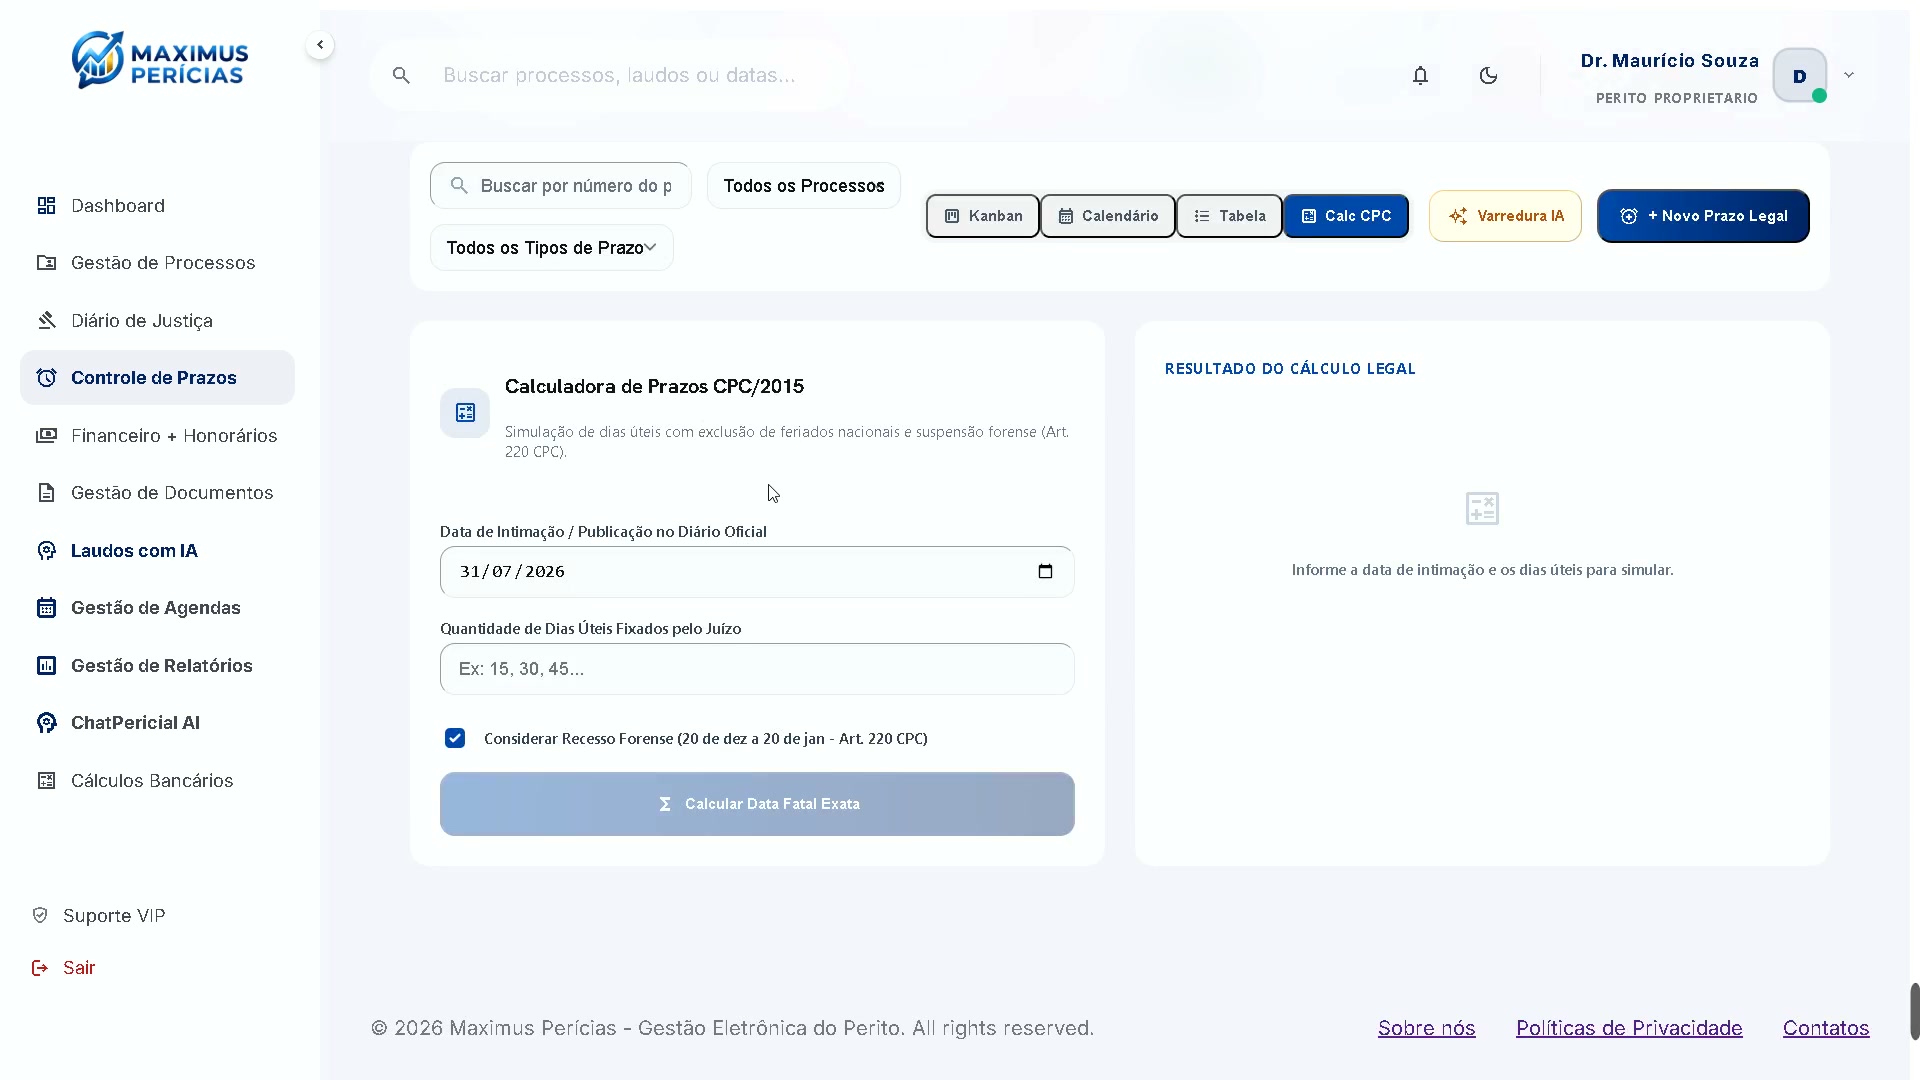 MAXIMUS
PERÍCIAS
Buscar processos, laudos ou datas...
Dr. Maurício Souza
PERITO PROPRIETARIO
D
Dashboard
Gestão de Processos
Diário de Justiça
Controle de Prazos
Financeiro + Honorários
Gestão de Documentos
Laudos com IA
Gestão de Agendas
Gestão de Relatórios
ChatPericial AI
Cálculos Bancários
Suporte VIP
Sair
Buscar por número do p
Todos os Processos
Todos os Tipos de Prazo
Kanban
Calendário
Tabela
Calc CPC
Varredura IA
+ Novo Prazo Legal
Calculadora de Prazos CPC/2015
Simulação de dias úteis com exclusão de feriados nacionais e suspensão forense (Art.
220 CPC).
Data de Intimação / Publicação no Diário Oficial
31/07/2026
Quantidade de Dias Úteis Fixados pelo Juízo
Ex: 15, 30, 45...
Considerar Recesso Forense (20 de dez a 20 de jan - Art. 220 CPC)
Calcular Data Fatal Exata
RESULTADO DO CÁLCULO LEGAL
Informe a data de intimação e os dias úteis para simular.
© 2026 Maximus Perícias - Gestão Eletrônica do Perito. All rights reserved.
Sobre nós
Políticas de Privacidade
Contatos